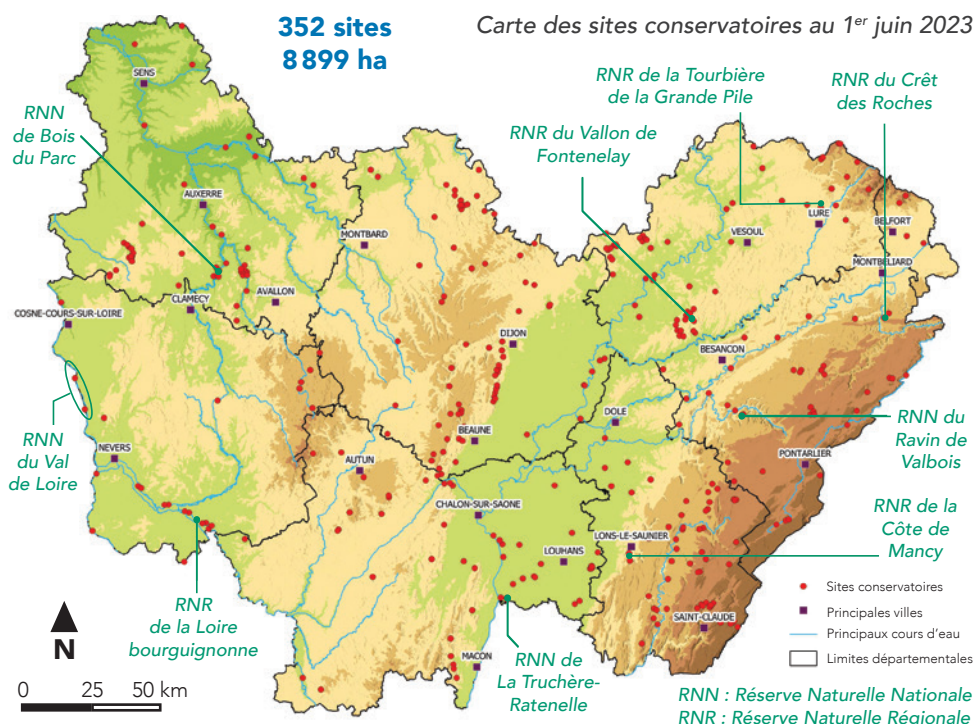 352 sites
8 899 ha
Carte des sites conservatoires au 1er juin 2023
RNR de la Tourbière
de la Grande Pile
RNR du Crêt
des Roches
RNN
de Bois
du Parc
RNR du Vallon de
Fontenelay
SENS
AUXERRE
MONTBARD
VESOUL
LURE
BELFORT
MONTBÉLIARD
CLAMECY
AVALLON
COSNE-COURS-SUR-LOIRE
DIJON
BESANCON
DOLE
BEAUNE
NEVERS
AUTUN
PONTARLIER
RNN
du Val
de Loire
RNN du
Ravin de
Valbois
CHALON-SUR-SAONE
LOUHANS
LONS-LE-SAUNIER
RNR de la
Côte de
Mancy
SAINT-CLAUDE
MACON
RNR
de la Loire
bourguignonne
RNN de
La Truchère-
Ratenelle
Sites conservatoires
Principales villes
Principaux cours d'eau
Limites départementales
N
0 25 50 km
RNN : Réserve Naturelle Nationale
RNR : Réserve Naturelle Régionale